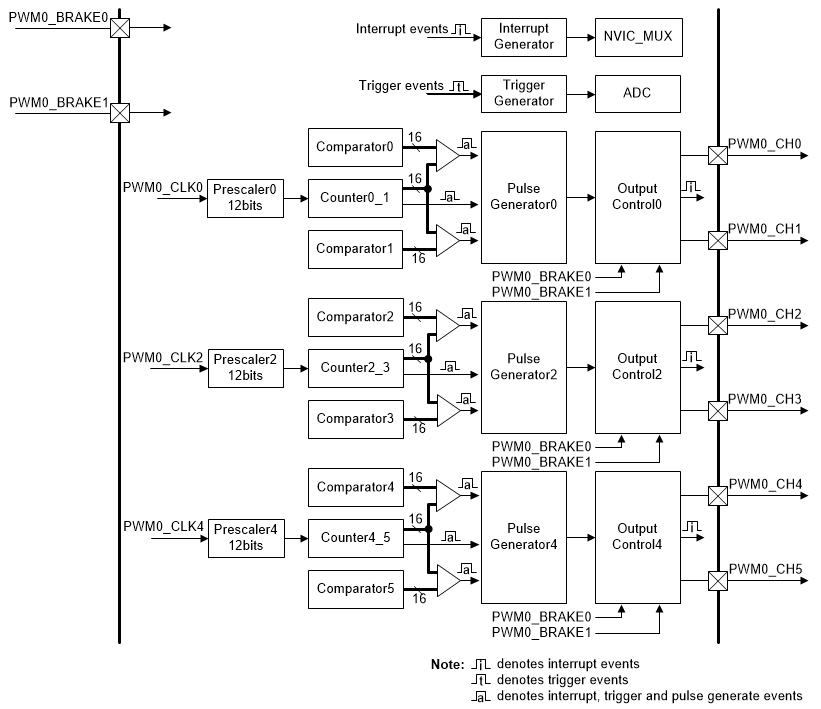 PWM0_BRAKE0
Interrupt events i
Interrupt Generator
NVIC_MUX
PWM0_BRAKE1
Trigger events t
Trigger Generator
ADC
Comparator0
16
a
PWM0_CH0
PWM0_CLK0
Prescaler0 12bits
16
Counter0_1
a
Pulse Generator0
Output Control0
i
Comparator1
16
a
PWM0_CH1
PWM0_BRAKE0
PWM0_BRAKE1
Comparator2
16
a
PWM0_CH2
PWM0_CLK2
Prescaler2 12bits
16
Counter2_3
a
Pulse Generator2
Output Control2
i
Comparator3
16
a
PWM0_CH3
PWM0_BRAKE0
PWM0_BRAKE1
Comparator4
16
a
PWM0_CH4
PWM0_CLK4
Prescaler4 12bits
16
Counter4_5
a
Pulse Generator4
Output Control4
i
Comparator5
16
a
PWM0_CH5
PWM0_BRAKE0
PWM0_BRAKE1
Note: i denotes interrupt events
t denotes trigger events
a denotes interrupt, trigger and pulse generate events